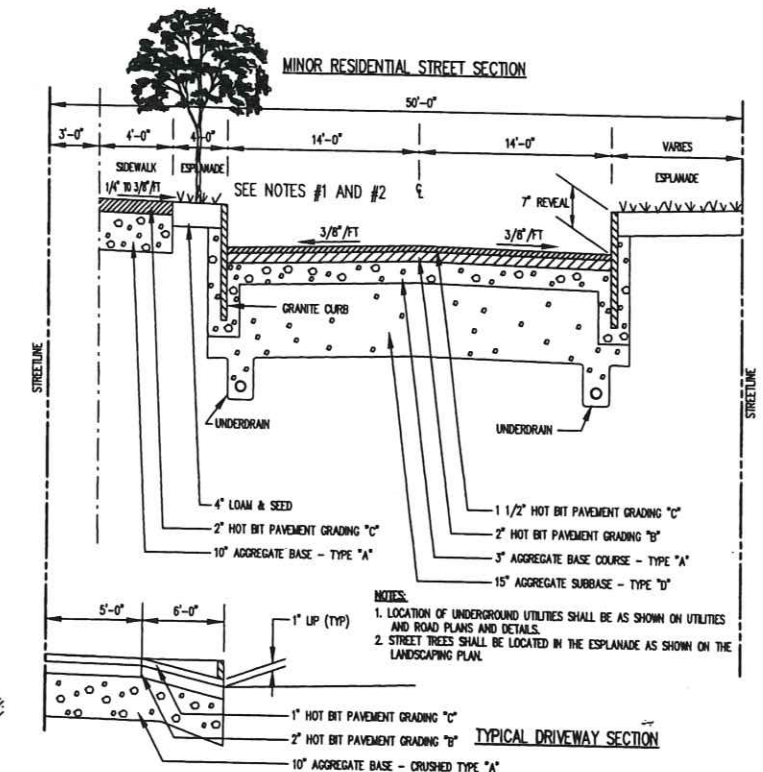 MINOR RESIDENTIAL STREET SECTION
50'-0"
3'-0"
4'-0"
4'-0"
14'-0"
14'-0"
VARIES
SIDEWALK
ESPLANADE
ESPLANADE
1/4" TO 3/8"/FT
SEE NOTES #1 AND #2
℄
7" REVEAL
3/8"/FT
3/8"/FT
GRANITE CURB
STREETLINE
STREETLINE
UNDERDRAIN
UNDERDRAIN
4" LOAM & SEED
2" HOT BIT PAVEMENT GRADING "C"
10" AGGREGATE BASE - TYPE "A"
1 1/2" HOT BIT PAVEMENT GRADING "C"
2" HOT BIT PAVEMENT GRADING "B"
3" AGGREGATE BASE COURSE - TYPE "A"
15" AGGREGATE SUBBASE - TYPE "D"
NOTES:
1. LOCATION OF UNDERGROUND UTILITIES SHALL BE AS SHOWN ON UTILITIES
AND ROAD PLANS AND DETAILS.
2. STREET TREES SHALL BE LOCATED IN THE ESPLANADE AS SHOWN ON THE
LANDSCAPING PLAN.
5'-0"
6'-0"
1" LIP (TYP)
1" HOT BIT PAVEMENT GRADING "C"
2" HOT BIT PAVEMENT GRADING "B"
10" AGGREGATE BASE - CRUSHED TYPE "A"
TYPICAL DRIVEWAY SECTION